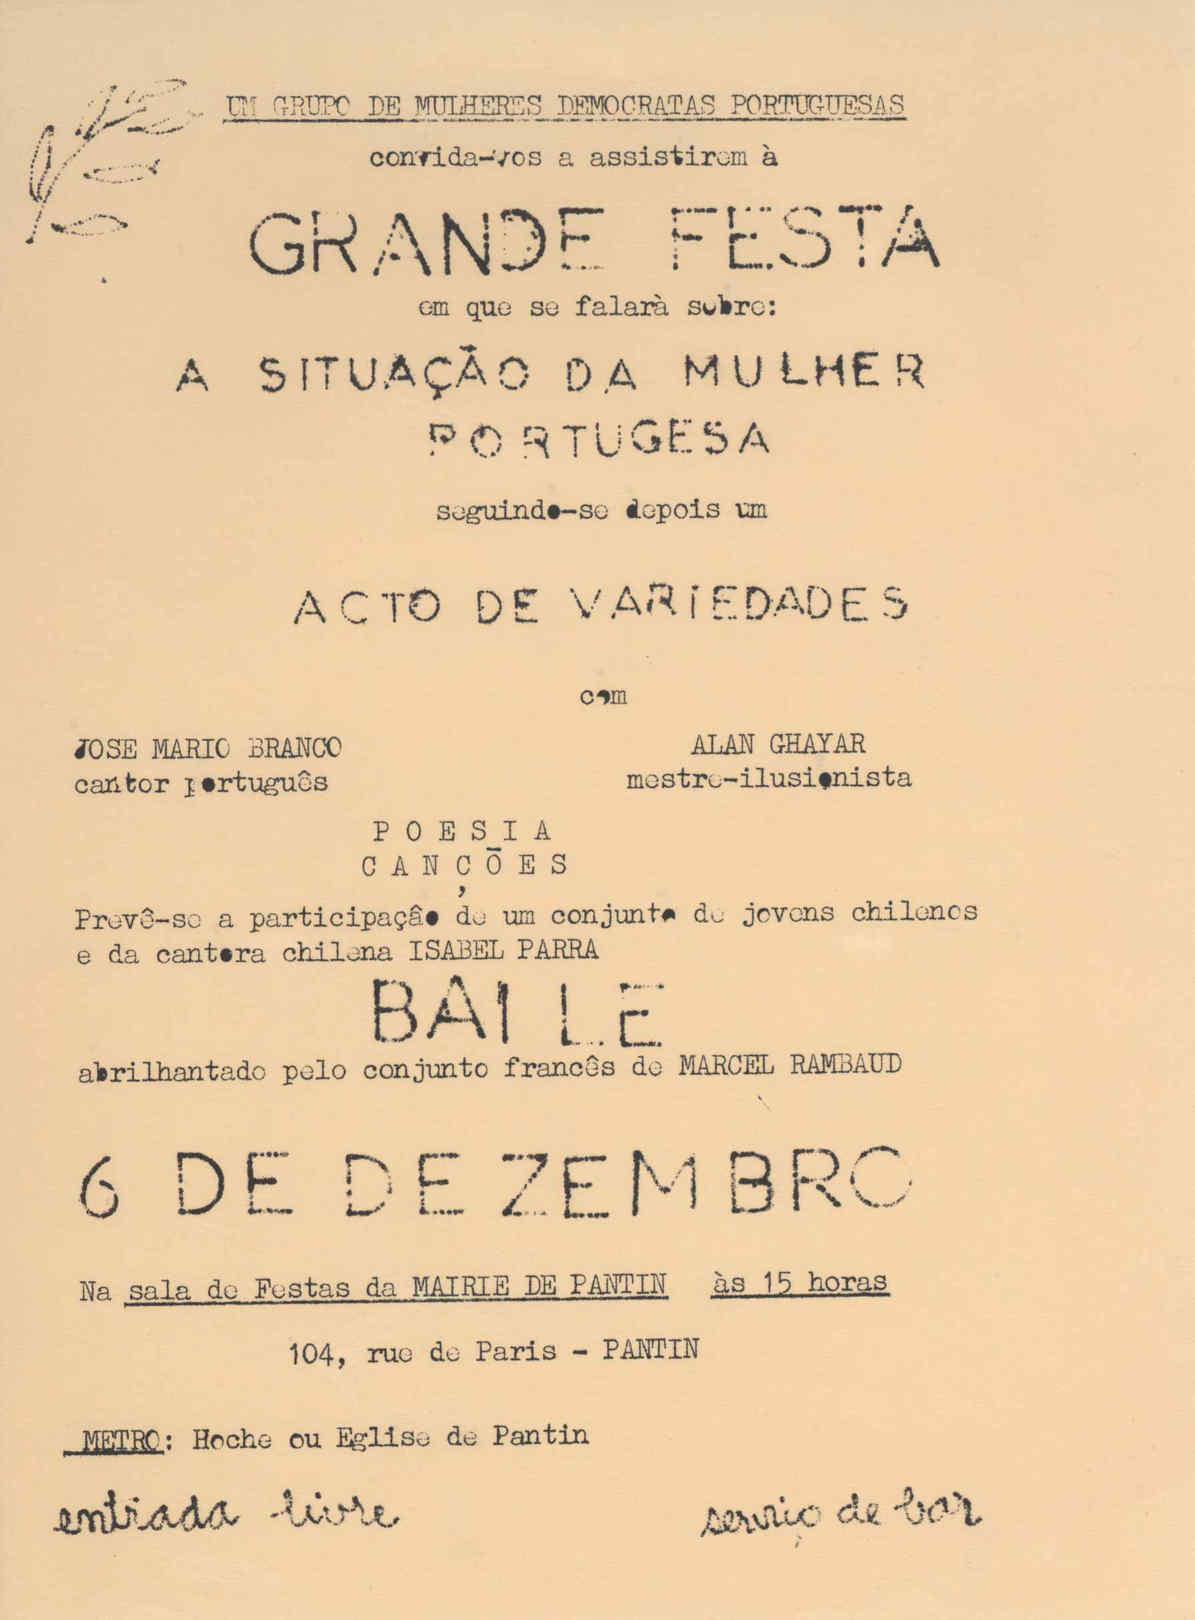 UM GRUPO DE MULHERES DEMOCRATAS PORTUGUESAS
convida-vos a assistirem à
GRANDE FESTA
em que se falarà sobre:
A SITUAÇÃO DA MULHER
PORTUGESA
seguindo-se depois um
ACTO DE VARIEDADES
com
JOSE MARIO BRANCO
cantor português
ALAN GHAYAR
mestre-ilusionista
POESIA
CANÇÕES
Prevê-se a participação de um conjunto de jovens chilenos
e da cantora chilena ISABEL PARRA
BAILE
abrilhantado pelo conjunto francês de MARCEL RAMBAUD
6 DE DEZEMBRO
Na sala de Festas da MAIRIE DE PANTIN às 15 horas
104, rue de Paris - PANTIN
METRO: Hoche ou Eglise de Pantin
entrada livre
serviço de bar